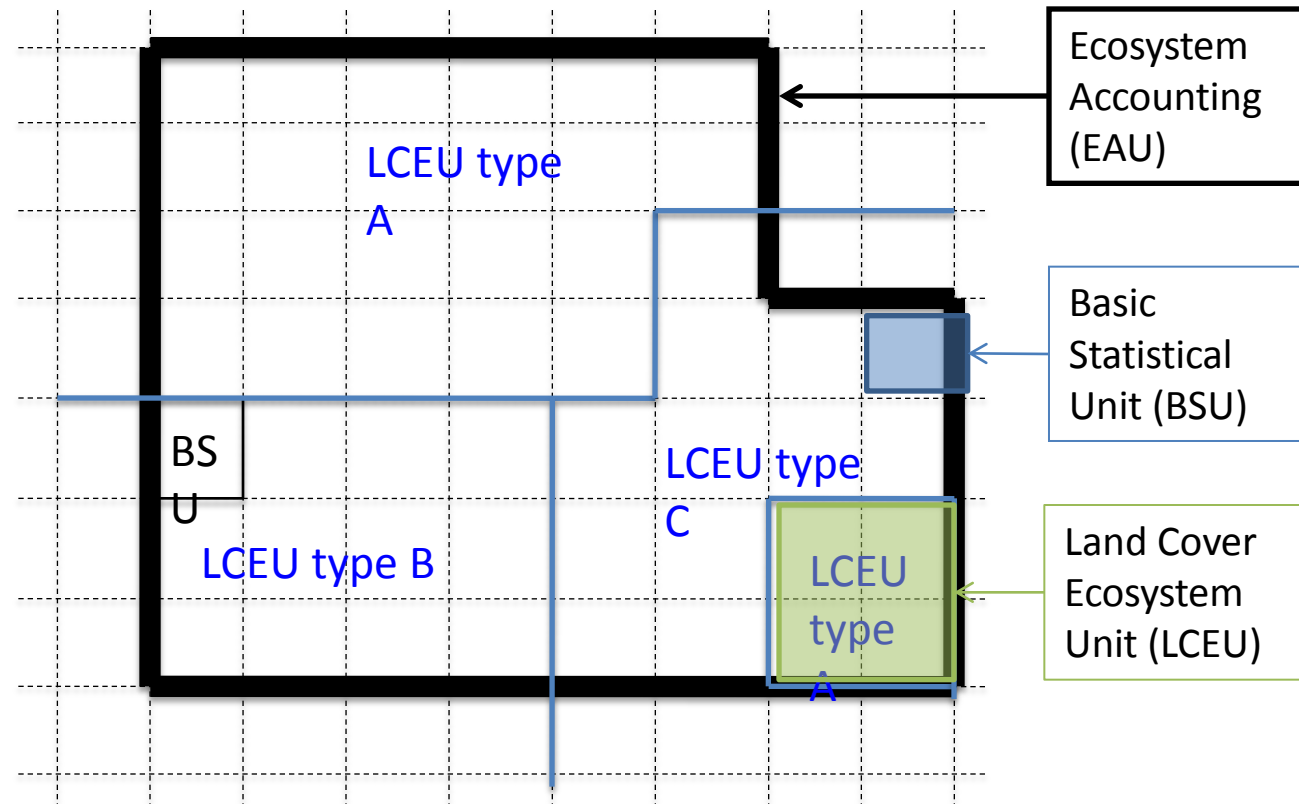 Ecosystem
Accounting
(EAU)
LCEU type
A
Basic
Statistical
Unit (BSU)
BS
U
LCEU type
C
LCEU type B
LCEU
type
A
Land Cover
Ecosystem
Unit (LCEU)